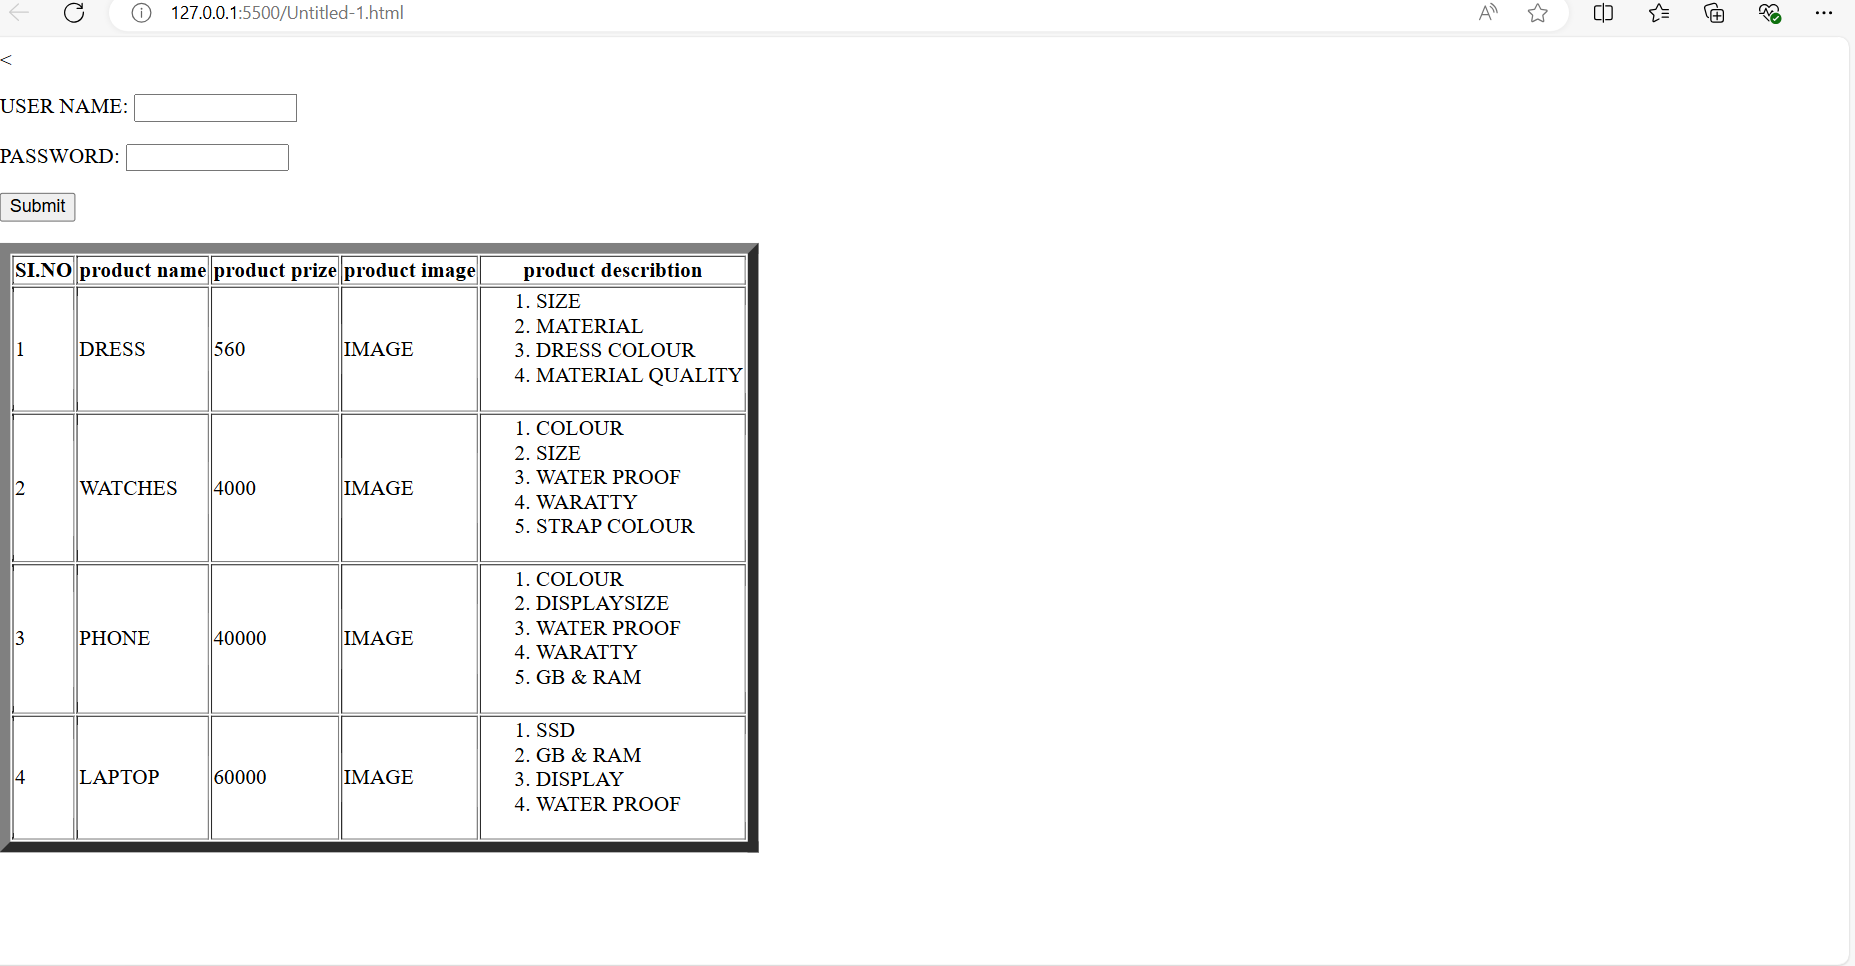 127.0.0.1:5500/Untitled-1.html
<
USER NAME:
PASSWORD:
Submit
SI.NO product name product prize product image product describtion
1 DRESS 560 IMAGE
1. SIZE
2. MATERIAL
3. DRESS COLOUR
4. MATERIAL QUALITY
2 WATCHES 4000 IMAGE
1. COLOUR
2. SIZE
3. WATER PROOF
4. WARATTY
5. STRAP COLOUR
3 PHONE 40000 IMAGE
1. COLOUR
2. DISPLAYSIZE
3. WATER PROOF
4. WARATTY
5. GB & RAM
4 LAPTOP 60000 IMAGE
1. SSD
2. GB & RAM
3. DISPLAY
4. WATER PROOF